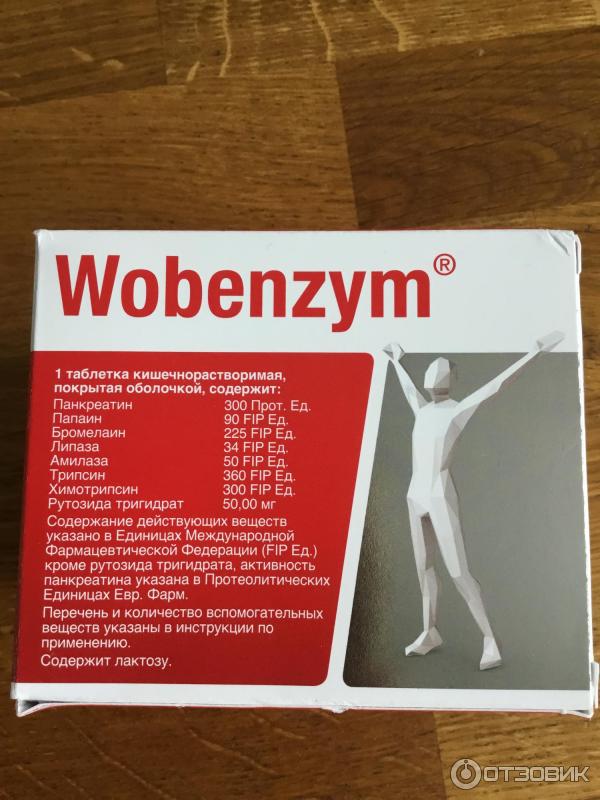 Wobenzym®
1 таблетка кишечнорастворимая,
покрытая оболочкой, содержит:
Панкреатин 300 Прот. Ед.
Папаин 90 FIP Ед.
Бромелаин 225 FIP Ед.
Липаза 34 FIP Ед.
Амилаза 50 FIP Ед.
Трипсин 360 FIP Ед.
Химотрипсин 300 FIP Ед.
Рутозида тригидрат 50,00 мг
Содержание действующих веществ
указано в Единицах Международной
Фармацевтической Федерации (FIP Ед.)
кроме рутозида тригидрата, активность
панкреатина указана в Протеолитических
Единицах Евр. Фарм.
Перечень и количество вспомогательных
веществ указаны в инструкции по
применению.
Содержит лактозу.
ОТЗОВИК